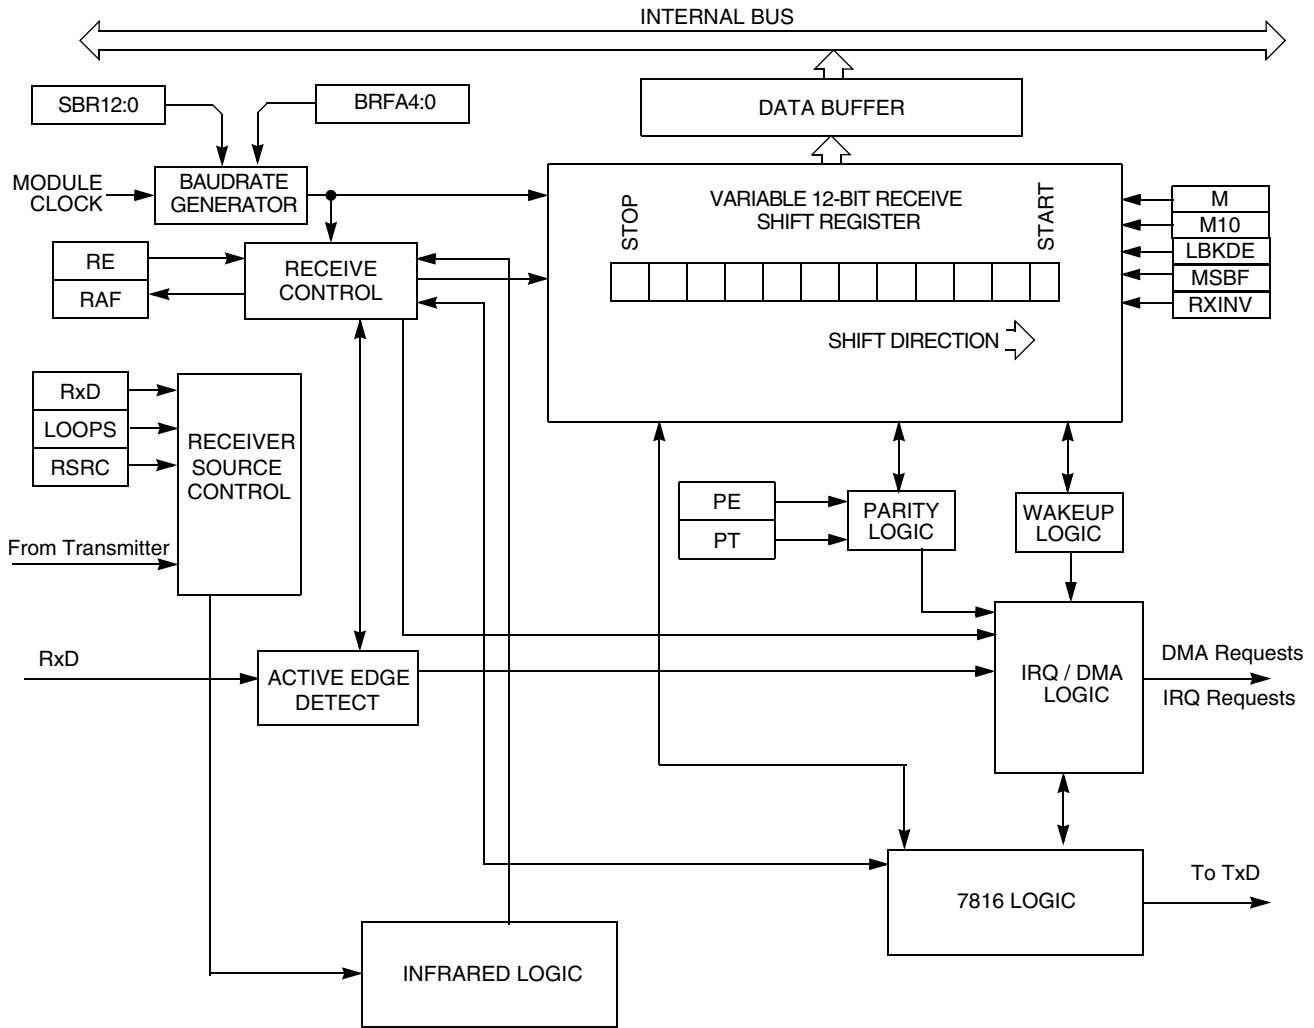 INTERNAL BUS
SBR12:0
BRFA4:0
DATA BUFFER
MODULE
CLOCK
BAUDRATE
GENERATOR
STOP
VARIABLE 12-BIT RECEIVE
SHIFT REGISTER
START
M
M10
LBKDE
MSBF
RXINV
RE
RAF
RECEIVE
CONTROL
SHIFT DIRECTION
RxD
LOOPS
RSRC
RECEIVER
SOURCE
CONTROL
From Transmitter
PE
PT
PARITY
LOGIC
WAKEUP
LOGIC
RxD
ACTIVE EDGE
DETECT
IRQ / DMA
LOGIC
DMA Requests
IRQ Requests
7816 LOGIC
To TxD
INFRARED LOGIC